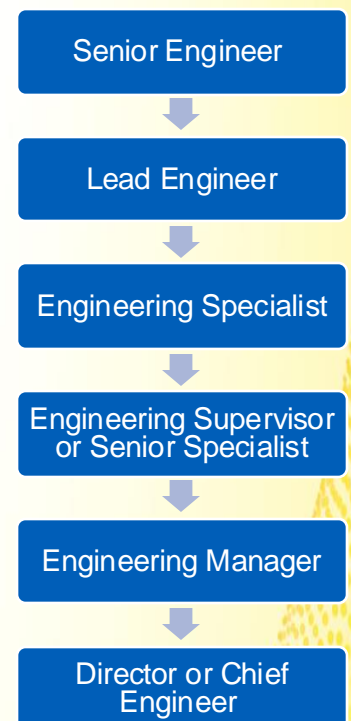 Senior Engineer
Lead Engineer
Engineering Specialist
Engineering Supervisor
or Senior Specialist
Engineering Manager
Director or Chief
Engineer